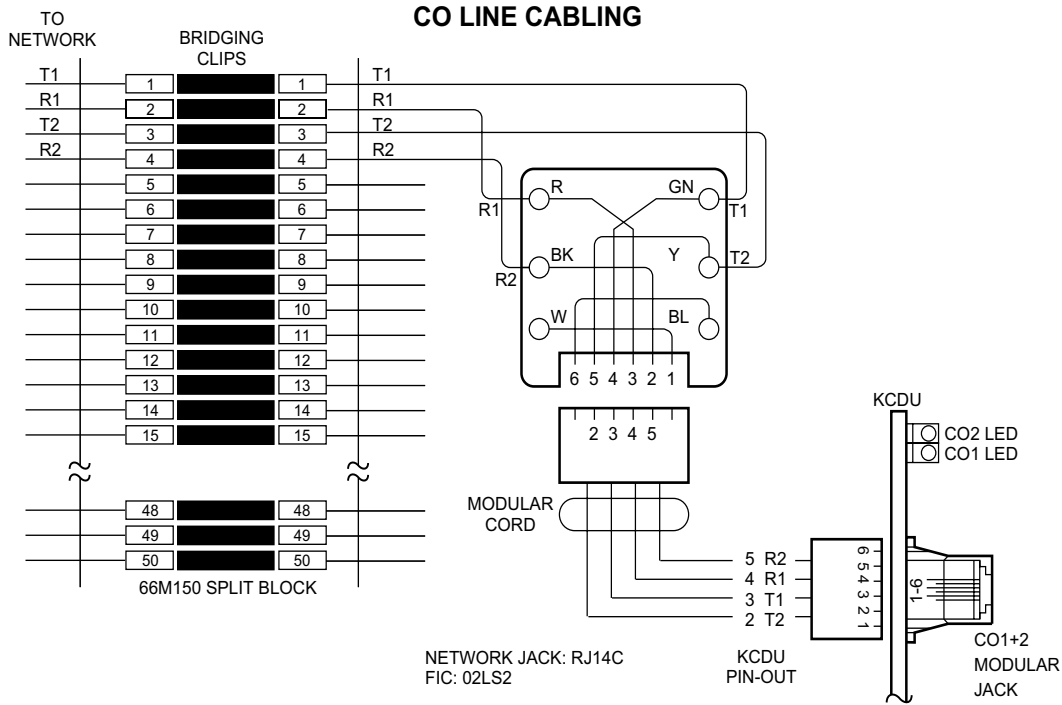 CO LINE CABLING
TO
NETWORK
BRIDGING
CLIPS
T1 1 1 T1
R1 2 2 R1
T2 3 3 T2
R2 4 4 R2
5 5
6 6
7 7
8 8
9 9
10 10
11 11
12 12
13 13
14 14
15 15
48 48
49 49
50 50
66M150 SPLIT BLOCK
R GN
R1 T1
BK Y T2
R2
W BL
6 5 4 3 2 1
2 3 4 5
MODULAR
CORD
KCDU
CO2 LED
CO1 LED
5 R2
4 R1
3 T1
2 T2
6 5 4 3 2 1
1-6
KCDU
PIN-OUT
CO1+2
MODULAR
JACK
NETWORK JACK: RJ14C
FIC: 02LS2